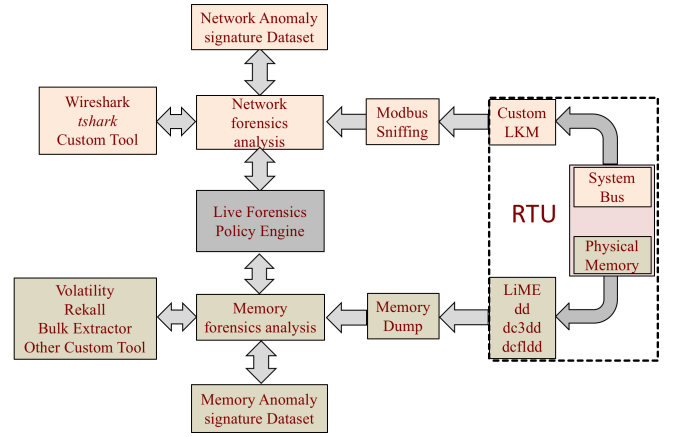 Network Anomaly
signature Dataset
Wireshark
tshark
Custom Tool
Network
forensics
analysis
Modbus
Sniffing
Custom
LKM
System
Bus
RTU
Live Forensics
Policy Engine
Physical
Memory
Volatility
Rekall
Bulk Extractor
Other Custom Tool
Memory
forensics analysis
Memory
Dump
LiME
dd
dc3dd
dcfldd
Memory Anomaly
signature Dataset